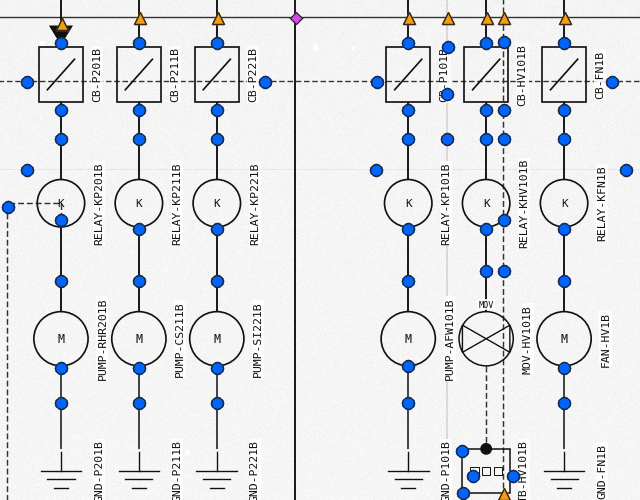 CB-P201B
CB-P211B
CB-P221B
CB-P101B
CB-HV101B
CB-FN1B
K
K
K
K
K
K
RELAY-KP201B
RELAY-KP211B
RELAY-KP221B
RELAY-KP101B
RELAY-KHV101B
RELAY-KFN1B
MOV
M
M
M
M
M
PUMP-RHR201B
PUMP-CS211B
PUMP-SI221B
PUMP-AFW101B
MOV-HV101B
FAN-HV1B
GND-P201B
GND-P211B
GND-P221B
GND-P101B
TB-HV101B
GND-FN1B